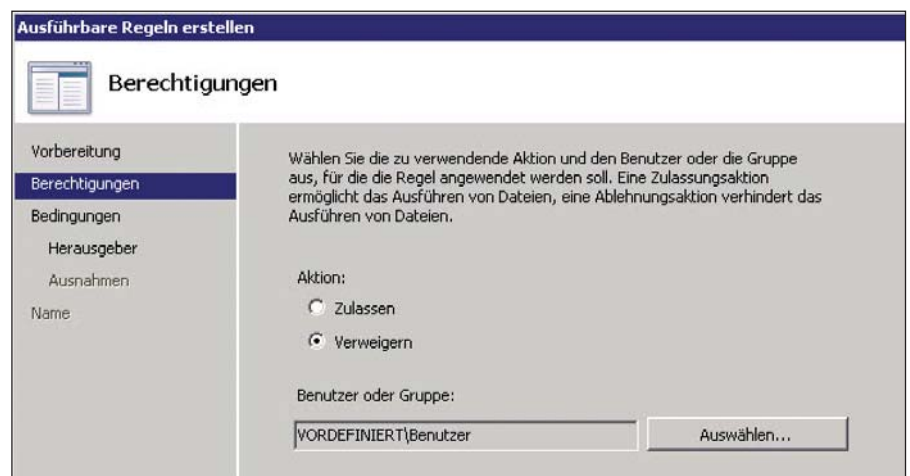 Ausführbare Regeln erstellen
Berechtigungen
Vorbereitung
Berechtigungen
Bedingungen
Herausgeber
Ausnahmen
Name
Wählen Sie die zu verwendende Aktion und den Benutzer oder die Gruppe
aus, für die die Regel angewendet werden soll. Eine Zulassungsaktion
ermöglicht das Ausführen von Dateien, eine Ablehnungsaktion verhindert das
Ausführen von Dateien.
Aktion:
Zulassen
Verweigern
Benutzer oder Gruppe:
VORDEFINIERT\Benutzer
Auswählen...